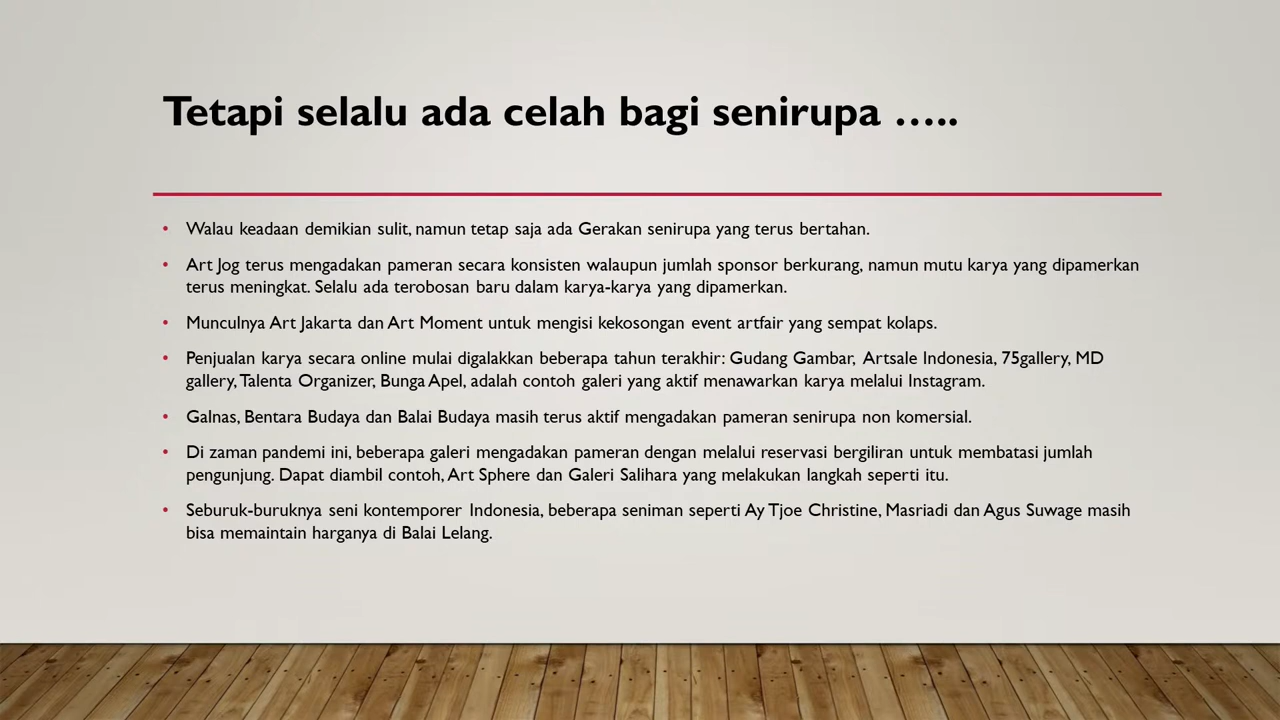 Tetapi selalu ada celah bagi senirupa …..
• Walau keadaan demikian sulit, namun tetap saja ada Gerakan senirupa yang terus bertahan.
• Art Jog terus mengadakan pameran secara konsisten walaupun jumlah sponsor berkurang, namun mutu karya yang dipamerkan
terus meningkat. Selalu ada terobosan baru dalam karya-karya yang dipamerkan.
• Munculnya Art Jakarta dan Art Moment untuk mengisi kekosongan event artfair yang sempat kolaps.
• Penjualan karya secara online mulai digalakkan beberapa tahun terakhir: Gudang Gambar, Artsale Indonesia, 75gallery, MD
gallery, Talenta Organizer, Bunga Apel, adalah contoh galeri yang aktif menawarkan karya melalui Instagram.
• Galnas, Bentara Budaya dan Balai Budaya masih terus aktif mengadakan pameran senirupa non komersial.
• Di zaman pandemi ini, beberapa galeri mengadakan pameran dengan melalui reservasi bergiliran untuk membatasi jumlah
pengunjung. Dapat diambil contoh, Art Sphere dan Galeri Salihara yang melakukan langkah seperti itu.
• Seburuk-buruknya seni kontemporer Indonesia, beberapa seniman seperti Ay Tjoe Christine, Masriadi dan Agus Suwage masih
bisa memaintain harganya di Balai Lelang.